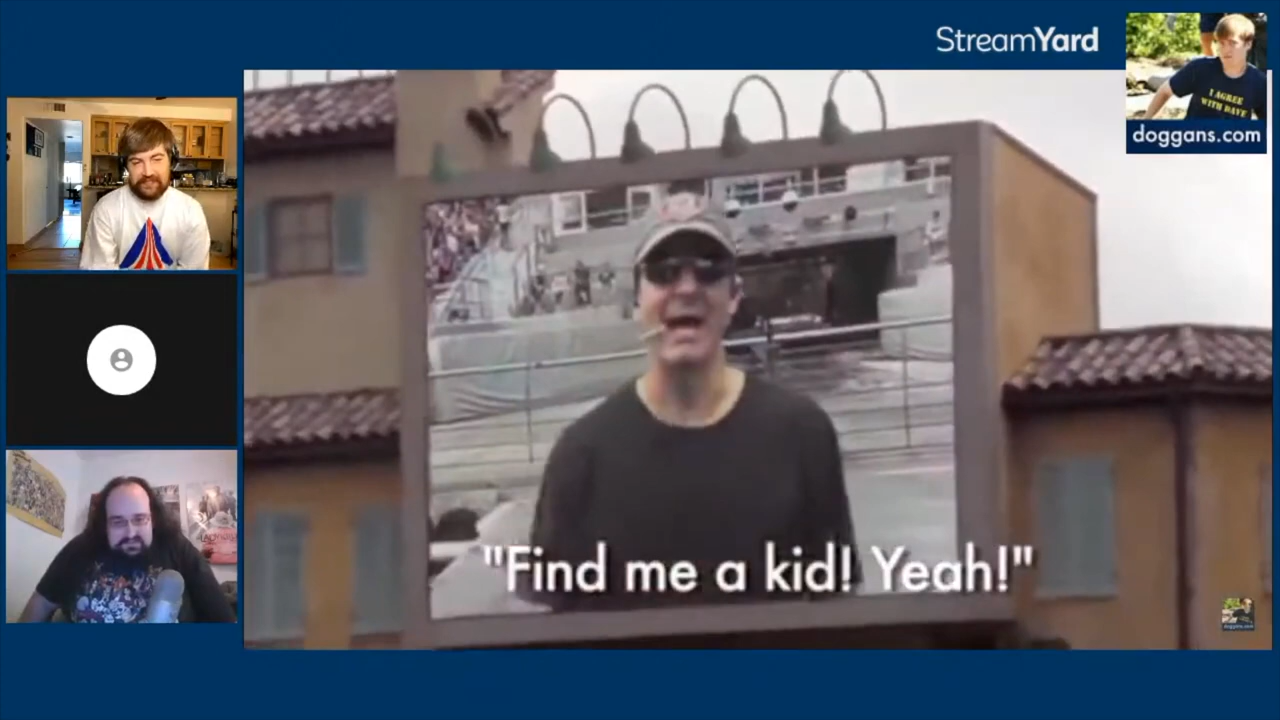 StreamYard
I AGREE
WITH DAVE
doggans.com
"Find me a kid! Yeah!"